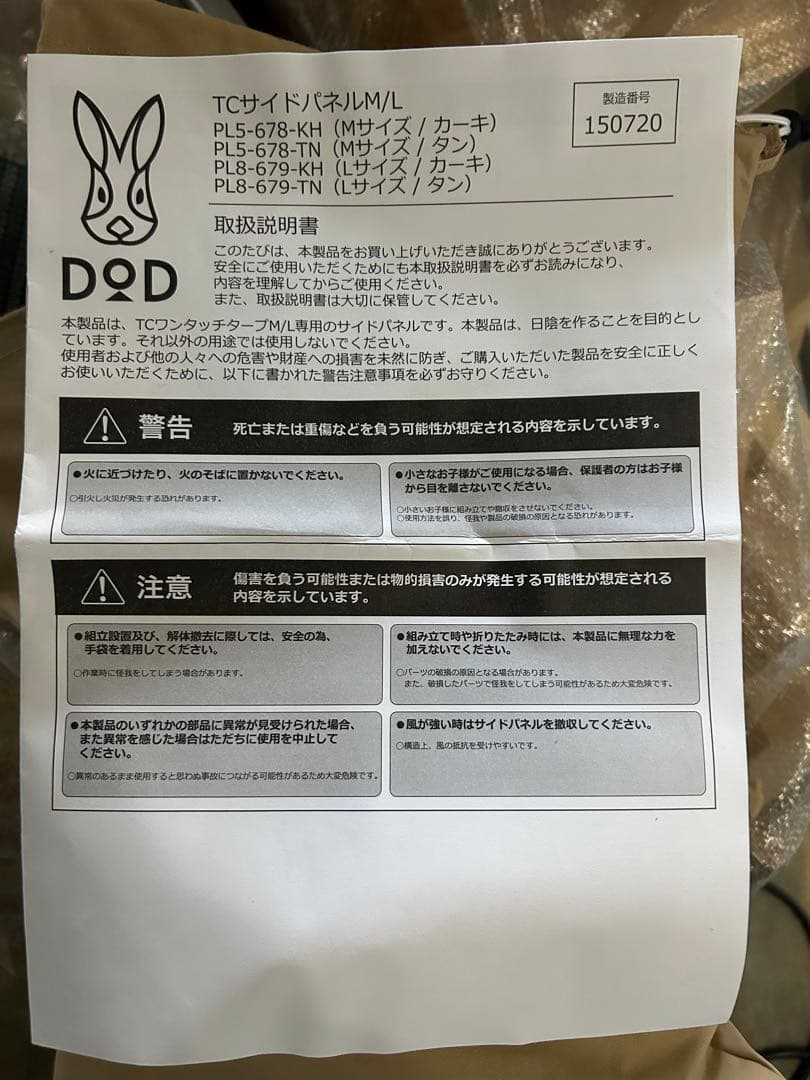 TCサイドパネルM/L
PL5-678-KH（Mサイズ / カーキ）
PL5-678-TN（Mサイズ / タン）
PL8-679-KH（Lサイズ / カーキ）
PL8-679-TN（Lサイズ / タン）
製造番号
150720
DOD
取扱説明書
このたびは、本製品をお買い上げいただき誠にありがとうございます。
安全にご使用いただくためにも本取扱説明書を必ずお読みになり、
内容を理解してからご使用ください。
また、取扱説明書は大切に保管してください。
本製品は、TCワンタッチタープM/L専用のサイドパネルです。本製品は、日陰を作ることを目的とし
ています。それ以外の用途では使用しないでください。
使用者および他の人々への危害や財産への損害を未然に防ぎ、ご購入いただいた製品を安全に正しく
お使いいただくために、以下に書かれた警告注意事項を必ずお守りください。
警告 死亡または重傷などを負う可能性が想定される内容を示しています。
●火に近づけたり、火のそばに置かないでください。
○引火し火災が発生する恐れがあります。
●小さなお子様がご使用になる場合、保護者の方はお子様
から目を離さないでください。
○小さいお子様に組み立てや撤収をさせないでください。
○使用方法を誤り、怪我や製品の破損の原因となる恐れがあります。
注意 傷害を負う可能性または物的損害のみが発生する可能性が想定される
内容を示しています。
●組立設置及び、解体撤去に際しては、安全の為、
手袋を着用してください。
○作業時に怪我をしてしまう場合があります。
●組み立て時や折りたたみ時には、本製品に無理な力を
加えないでください。
○パーツの破損の原因となる場合があります。
また、破損したパーツで怪我をしてしまう可能性があるため大変危険です。
●本製品のいずれかの部品に異常が見受けられた場合、
また異常を感じた場合はただちに使用を中止して
ください。
○異常のあるまま使用すると思わぬ事故につながる可能性があるため大変危険です。
●風が強い時はサイドパネルを撤収してください。
○構造上、風の抵抗を受けやすいです。